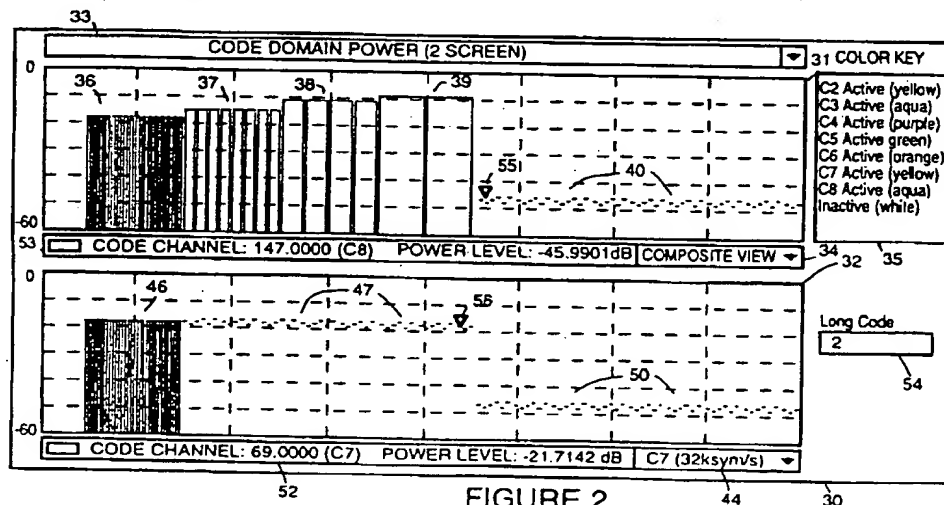 33
CODE DOMAIN POWER (2 SCREEN)
31 COLOR KEY
0
36
37
38
39
C2 Active (yellow)
C3 Active (aqua)
C4 Active (purple)
C5 Active green)
C6 Active (orange)
C7 Active (yellow)
C8 Active (aqua)
Inactive (white)
55
40
-60
53
CODE CHANNEL: 147.0000 (C8) POWER LEVEL: -45.9901dB COMPOSITE VIEW
34
32
35
0
46
47
56
Long Code
2
54
50
-60
CODE CHANNEL: 69.0000 (C7) POWER LEVEL: -21.7142 dB C7 (32ksym/s)
52
FIGURE 2
44
30